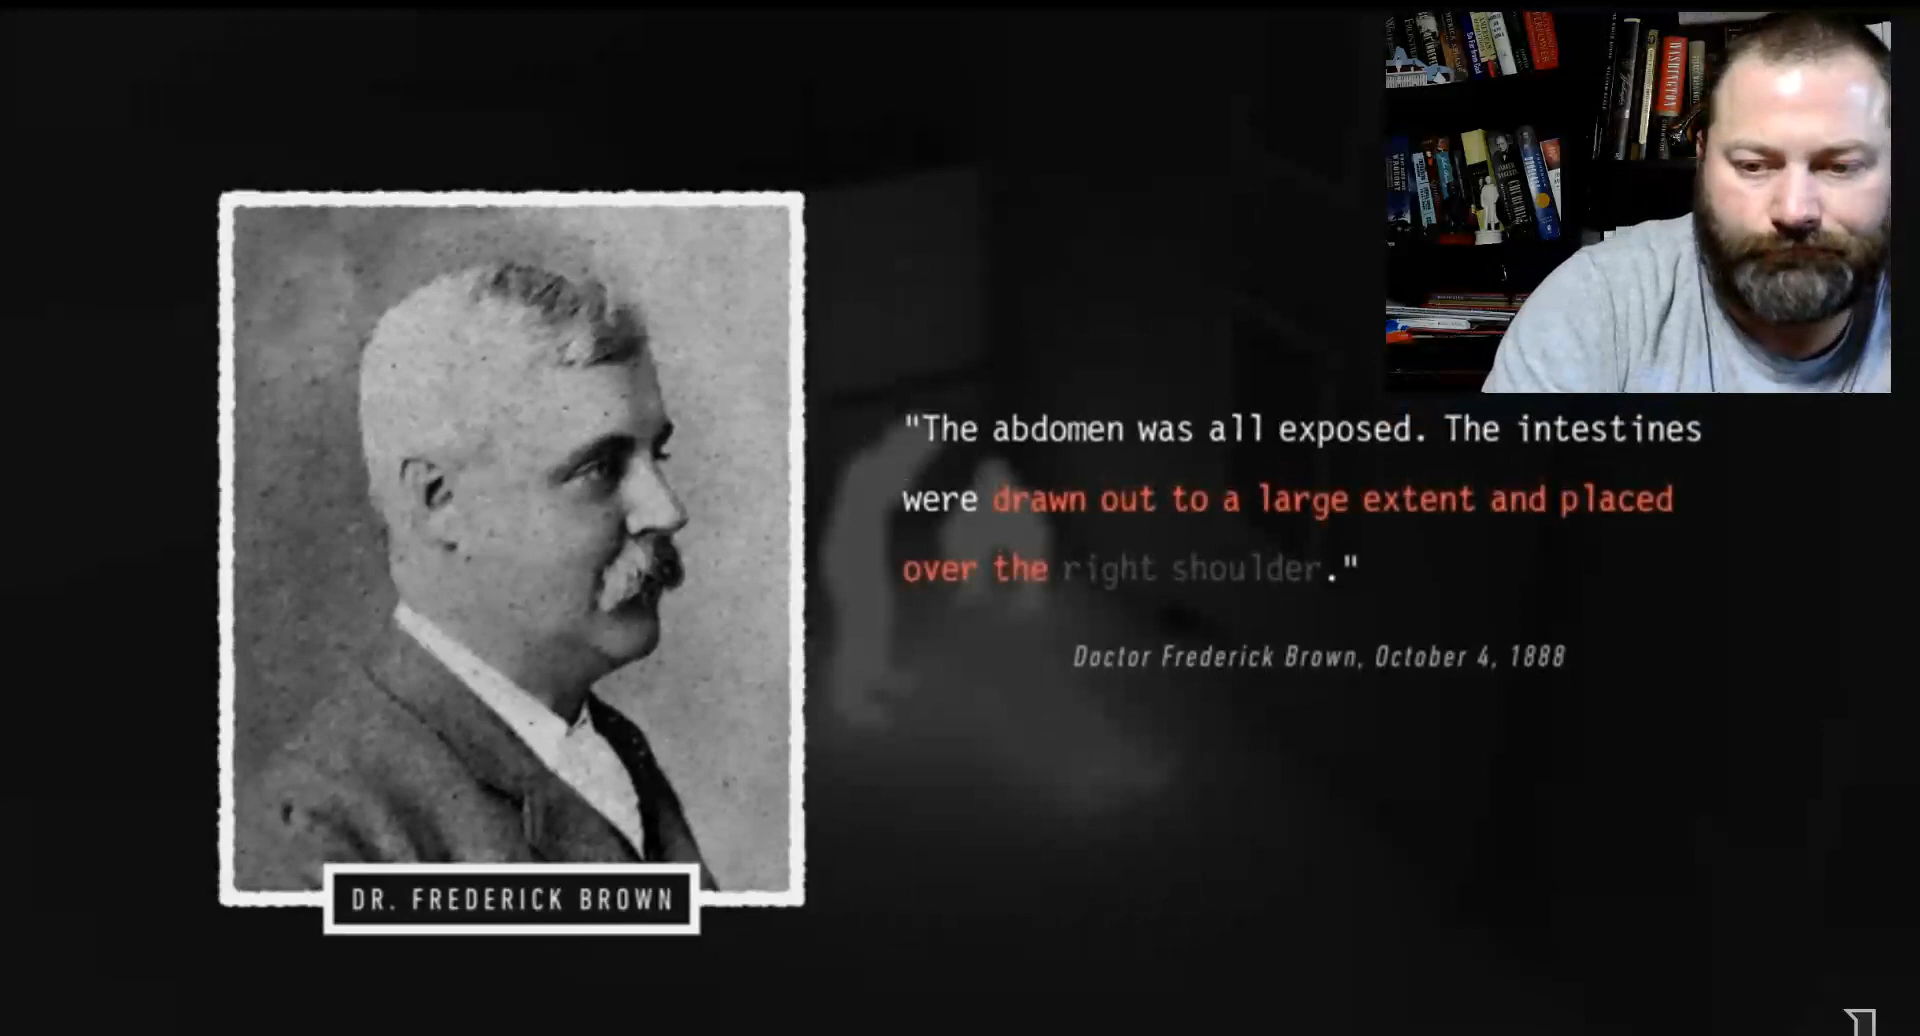 WASHINGTON
"The abdomen was all exposed. The intestines
were drawn out to a large extent and placed
over the right shoulder."
Doctor Frederick Brown, October 4, 1888
DR. FREDERICK BROWN